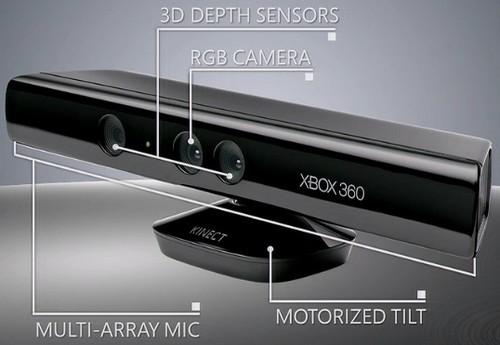 3D DEPTH SENSORS
RGB CAMERA
XBOX 360
KINECT
MOTORIZED TILT
MULTI-ARRAY MIC